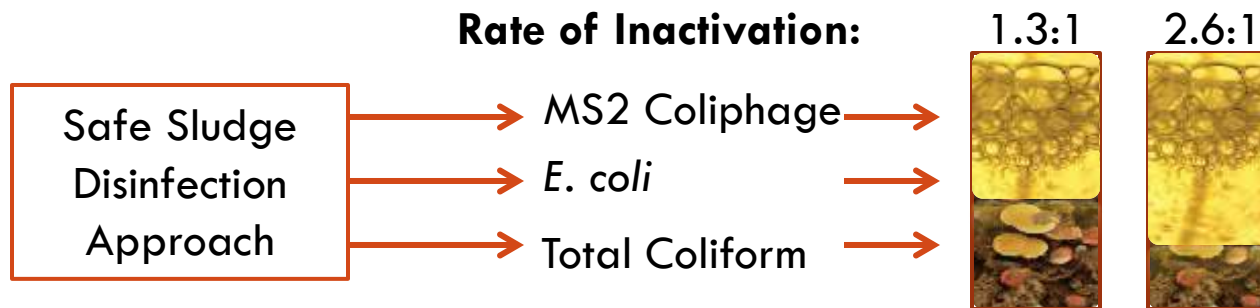 Rate of Inactivation:
1.3:1
2.6:1
Safe Sludge
Disinfection
Approach
MS2 Coliphage
E. coli
Total Coliform